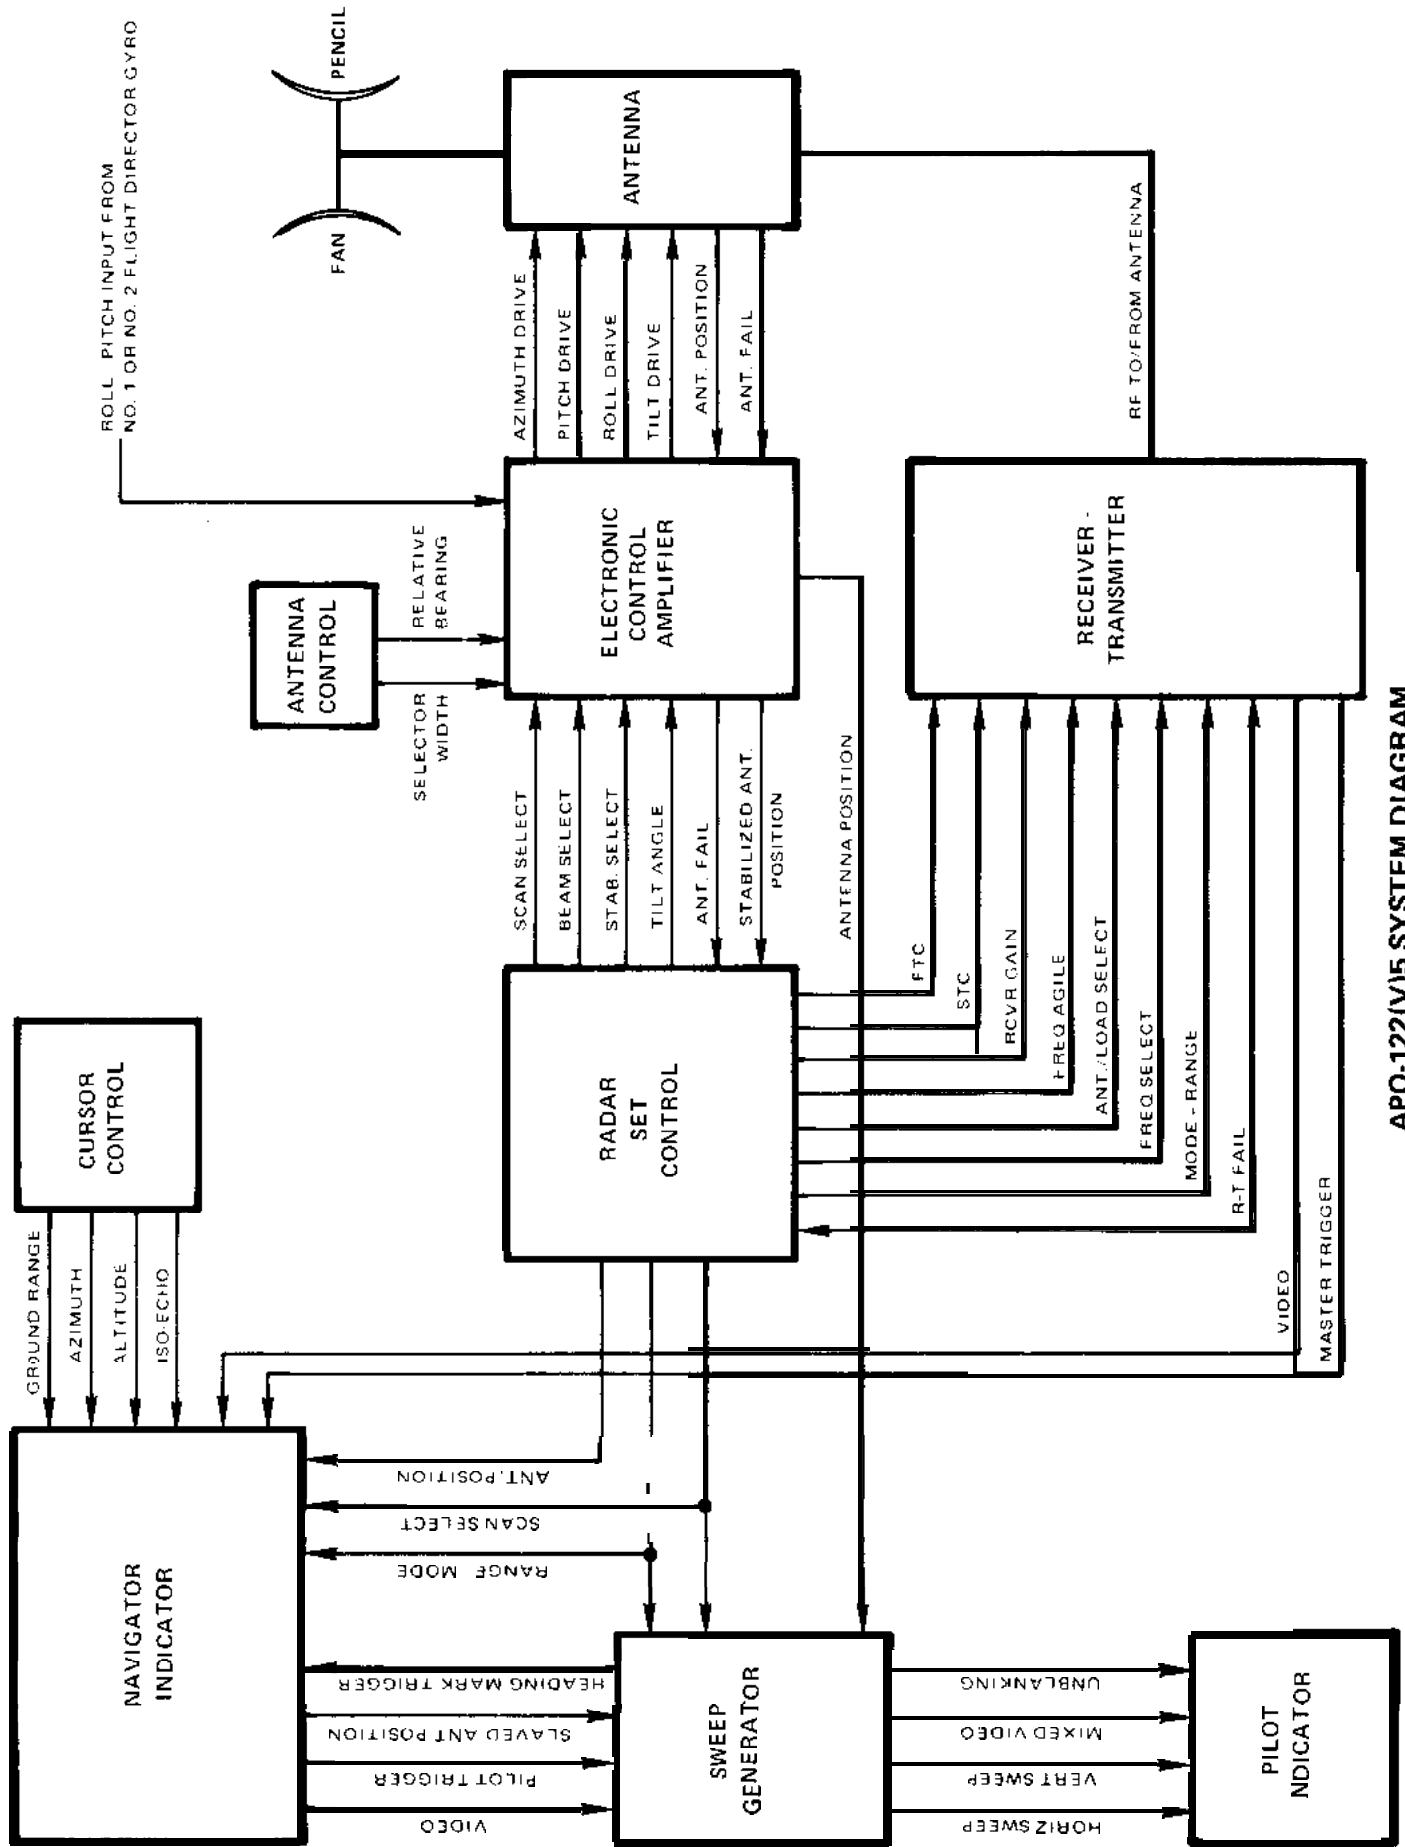 ROLL PITCH INPUT FROM
NO. 1 OR NO. 2 FLIGHT DIRECTOR GYRO
FAN
PENCIL
ANTENNA
AZIMUTH DRIVE
PITCH DRIVE
ROLL DRIVE
TILT DRIVE
ANT. POSITION
ANT. FAIL
RF TO/FROM ANTENNA
ANTENNA
CONTROL
SELECTOR
WIDTH
RELATIVE
BEARING
ELECTRONIC
CONTROL
AMPLIFIER
RECEIVER -
TRANSMITTER
SCAN SELECT
BEAM SELECT
STAB. SELECT
TILT ANGLE
ANT. FAIL
STABILIZED ANT.
POSITION
ANTENNA POSITION
CURSOR
CONTROL
GROUND RANGE
AZIMUTH
ALTITUDE
ISO-ECHO
RADAR
SET
CONTROL
FTC
STC
RCVR GAIN
FREQ AGILE
ANT./LOAD SELECT
FREQ SELECT
MODE - RANGE
R-T FAIL
VIDEO
MASTER TRIGGER
NAVIGATOR
INDICATOR
ANT. POSITION
SCAN SELECT
RANGE MODE
HEADING MARK TRIGGER
SLAVED ANT POSITION
PILOT TRIGGER
VIDEO
SWEEP
GENERATOR
UNBLANKING
MIXED VIDEO
VERT SWEEP
HORIZ SWEEP
PILOT
NDICATOR
APQ-122(V)5 SYSTEM DIAGRAM